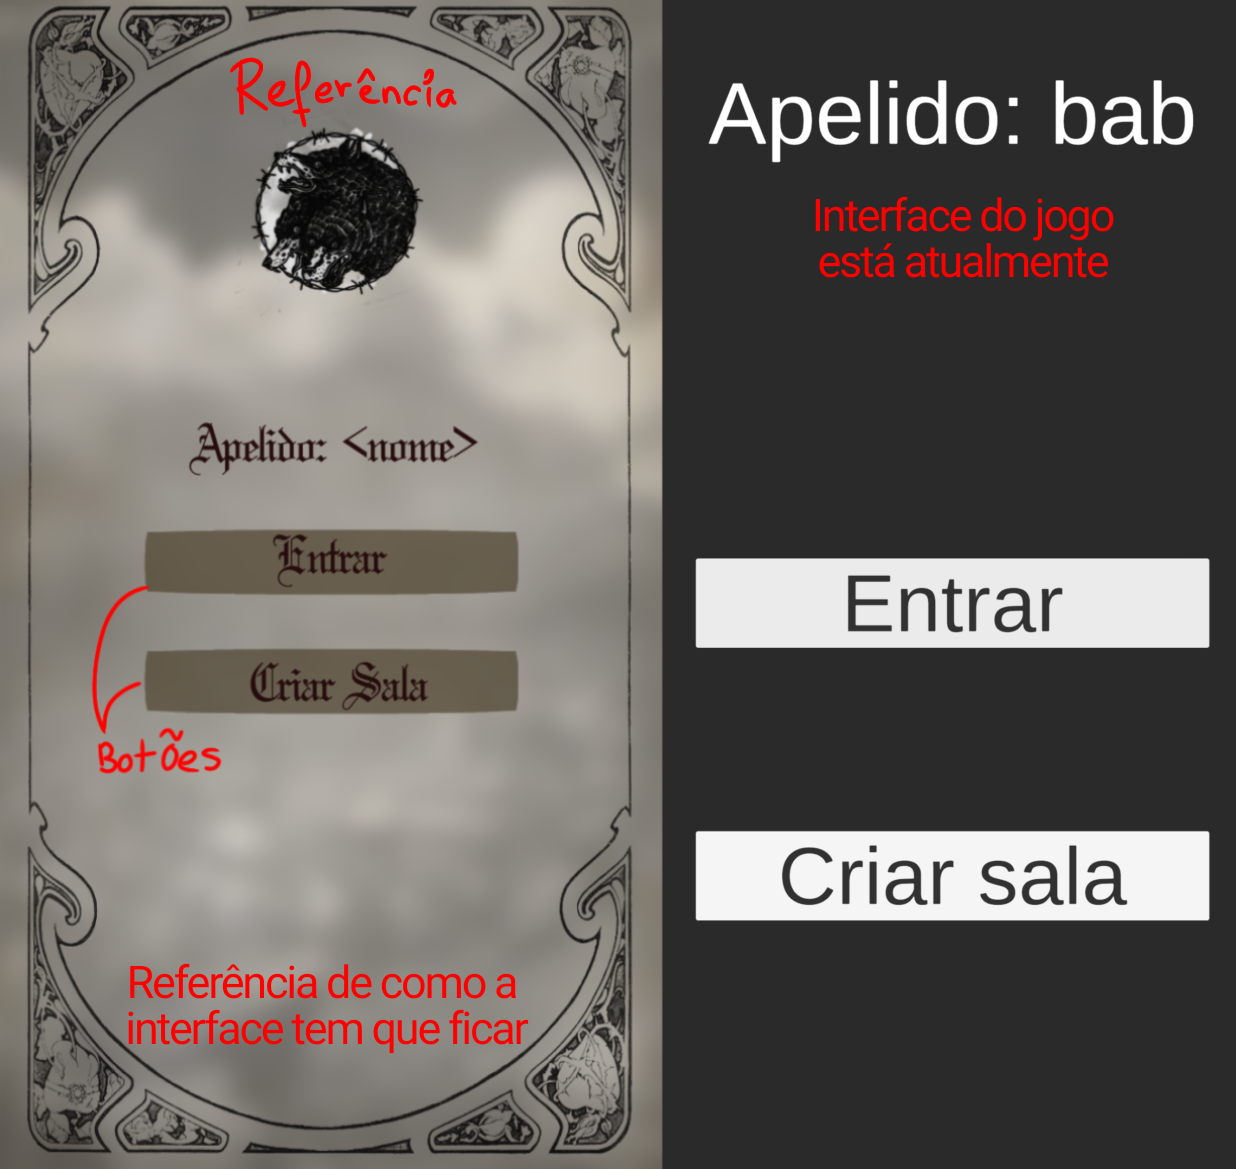 Referência
Apelido: <nome>
Entrar
Criar Sala
Botões
Referência de como a
interface tem que ficar
Apelido: bab
Interface do jogo
está atualmente
Entrar
Criar sala